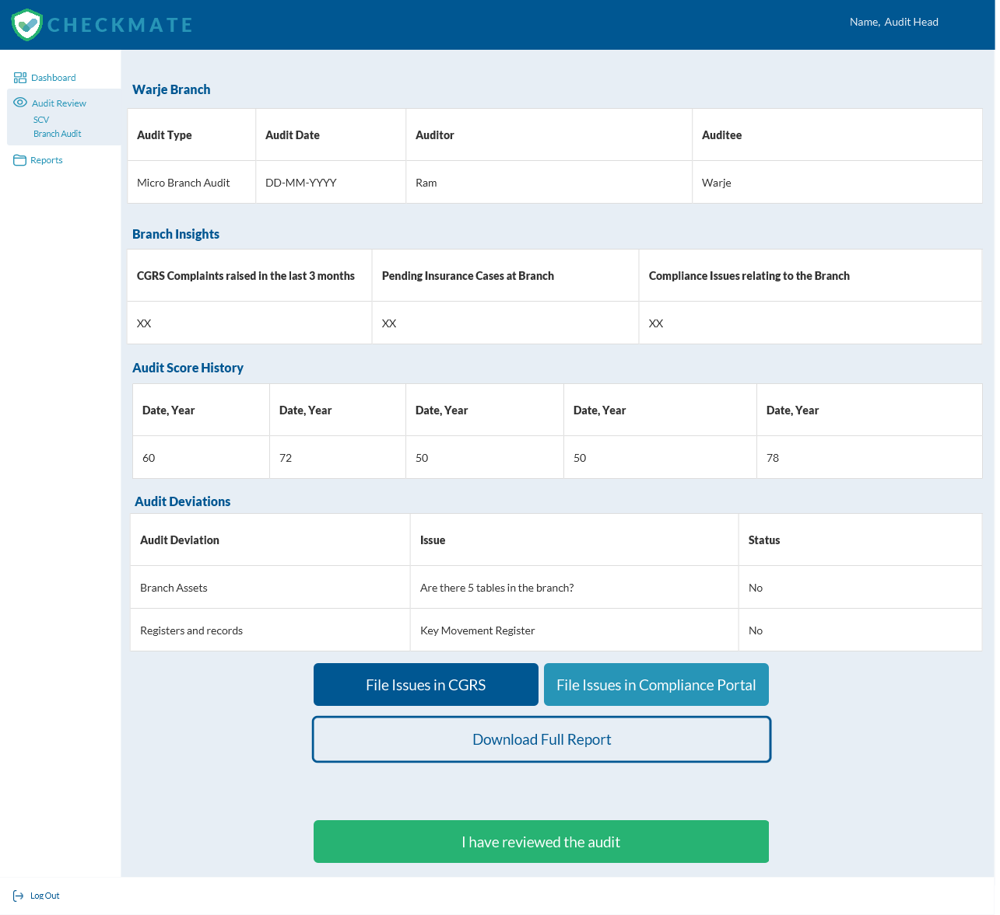 CHECKMATE
Name, Audit Head
Dashboard
Audit Review
SCV
Branch Audit
Reports
Warje Branch
Audit Type Audit Date Auditor Auditee
Micro Branch Audit DD-MM-YYYY Ram Warje
Branch Insights
CGRS Complaints raised in the last 3 months Pending Insurance Cases at Branch Compliance Issues relating to the Branch
XX XX XX
Audit Score History
Date, Year Date, Year Date, Year Date, Year Date, Year
60 72 50 50 78
Audit Deviations
Audit Deviation Issue Status
Branch Assets Are there 5 tables in the branch? No
Registers and records Key Movement Register No
File Issues in CGRS File Issues in Compliance Portal
Download Full Report
I have reviewed the audit
Log Out